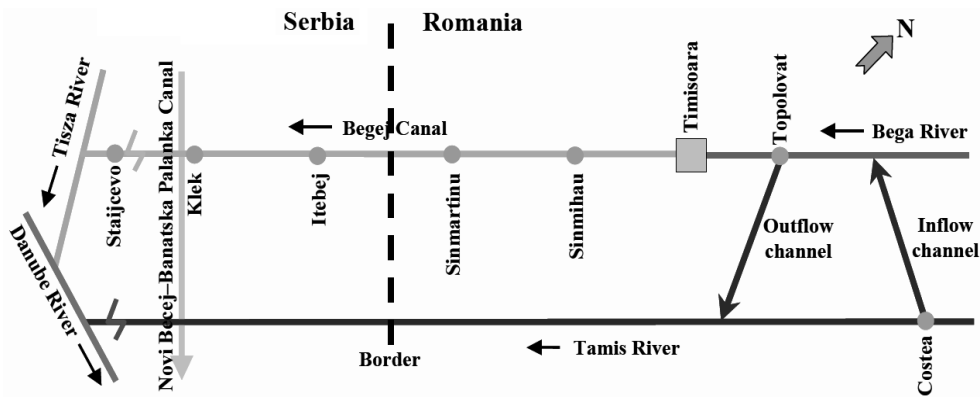 Serbia
Romania
N
Tisza River
Novi Becej–Banatska Palanka Canal
Begej Canal
Timisoara
Topolovat
Bega River
Staijcevo
Klek
Itebej
Sinmartinu
Sinmihau
Outflow
channel
Inflow
channel
Danube River
Border
Tamis River
Costea